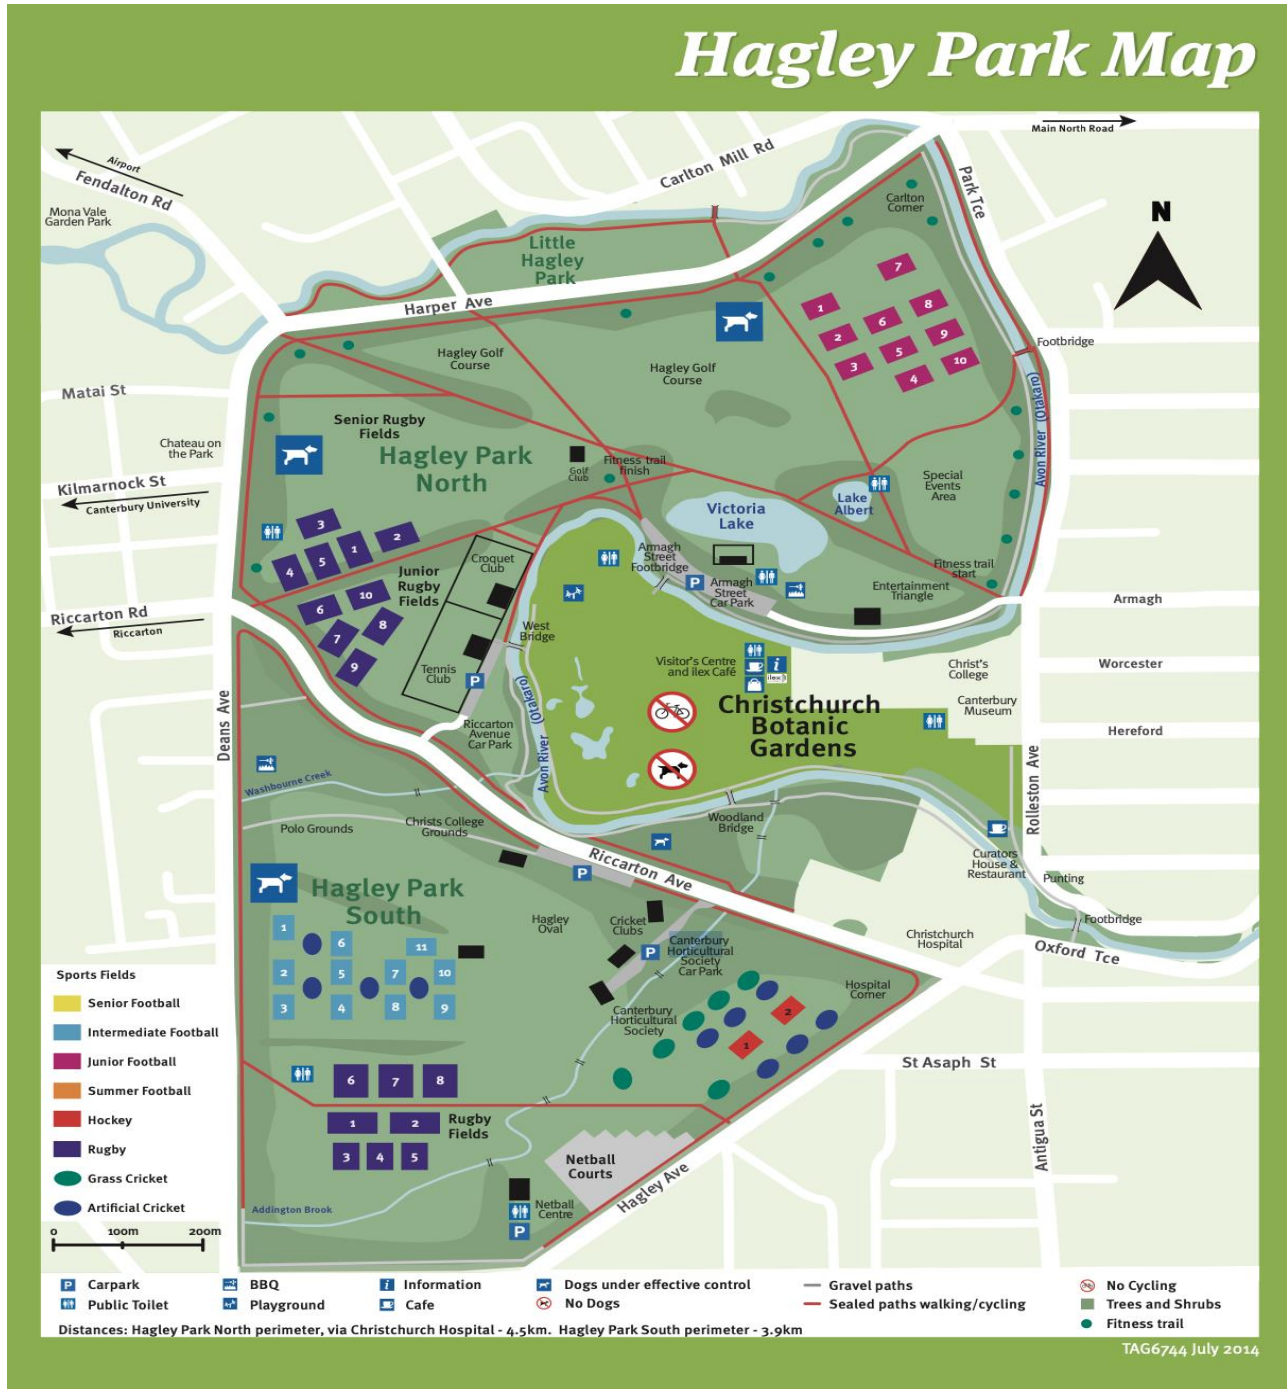 Hagley Park Map
Main North Road
Airport
Fendalton Rd
Carlton Mill Rd
Park Tce
Mona Vale
Garden Park
Carlton
Corner
N
Little
Hagley
Park
7
Harper Ave
1
8
6
2
9
5
3
10
4
Footbridge
Hagley Golf
Course
Hagley Golf
Course
Matai St
Avon River (Otakaro)
Senior Rugby
Fields
Chateau on
the Park
Hagley Park
North
Golf
Club
Fitness trail
finish
Special
Events
Area
Kilmarnock St
Canterbury University
Lake
Albert
Victoria
Lake
3
2
1
5
4
Croquet
Club
Armagh
Street
Footbridge
Fitness trail
start
Junior
Rugby
Fields
P
Armagh
Street
Car Park
Entertainment
Triangle
10
6
8
7
9
Riccarton Rd
Riccarton
Armagh
West
Bridge
Visitor's Centre
and ilex Café
i
ilex
Christ's
College
Worcester
Tennis
Club
P
Christchurch
Botanic
Gardens
Canterbury
Museum
Hereford
Deans Ave
Riccarton
Avenue
Car Park
Avon River (Otakaro)
Rolleston Ave
Washbourne Creek
Polo Grounds
Christs College
Grounds
Woodland
Bridge
Riccarton Ave
P
Curators
House &
Restaurant
Punting
Hagley Park
South
Footbridge
Hagley
Oval
Cricket
Clubs
Christchurch
Hospital
Oxford Tce
1
6
11
P
Canterbury
Horticultural
Society
Car Park
2
5
7
10
3
4
8
9
Hospital
Corner
Canterbury
Horticultural
Society
2
1
St Asaph St
6
7
8
1
2
Rugby
Fields
3
4
5
Netball
Courts
Antigua St
Hagley Ave
Netball
Centre
P
Addington Brook
Sports Fields
Senior Football
Intermediate Football
Junior Football
Summer Football
Hockey
Rugby
Grass Cricket
Artificial Cricket
0 100m 200m
P Carpark
BBQ
i Information
Dogs under effective control
Gravel paths
No Cycling
Public Toilet
Playground
Cafe
No Dogs
Sealed paths walking/cycling
Trees and Shrubs
Fitness trail
Distances: Hagley Park North perimeter, via Christchurch Hospital - 4.5km. Hagley Park South perimeter - 3.9km
TAG6744 July 2014